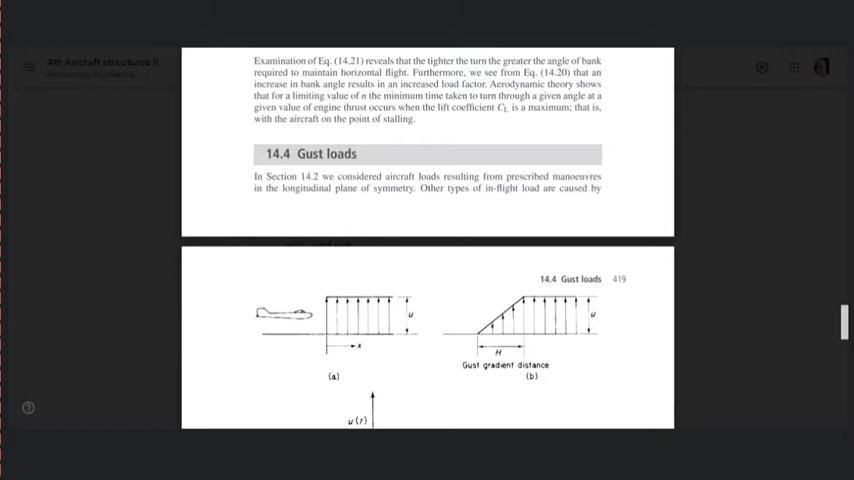 4th Aircraft structures II
Examination of Eq. (14.21) reveals that the tighter the turn the greater the angle of bank
required to maintain horizontal flight. Furthermore, we see from Eq. (14.20) that an
increase in bank angle results in an increased load factor. Aerodynamic theory shows
that for a limiting value of n the minimum time taken to turn through a given angle at a
given value of engine thrust occurs when the lift coefficient CL is a maximum; that is,
with the aircraft on the point of stalling.
14.4 Gust loads
In Section 14.2 we considered aircraft loads resulting from prescribed manoeuvres
in the longitudinal plane of symmetry. Other types of in-flight load are caused by
14.4 Gust loads 419
u
u
x
H
Gust gradient distance
(a)
(b)
u(t)